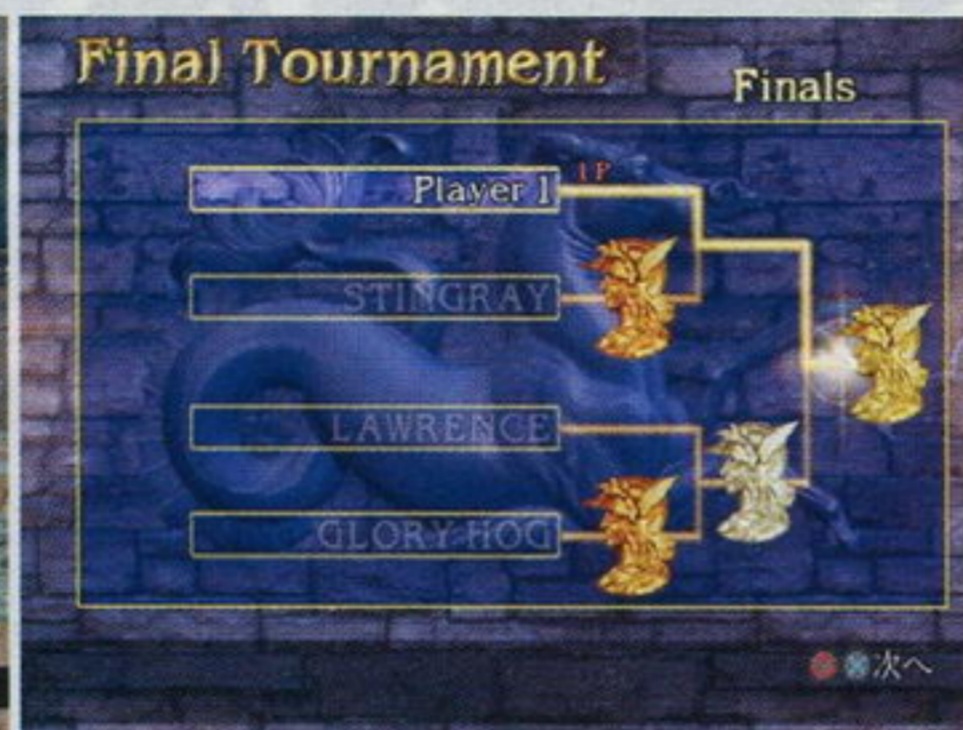 Final Tournament
Finals
Player 1
1P
STINGRAY
LAWRENCE
GLORY HOG
次へ